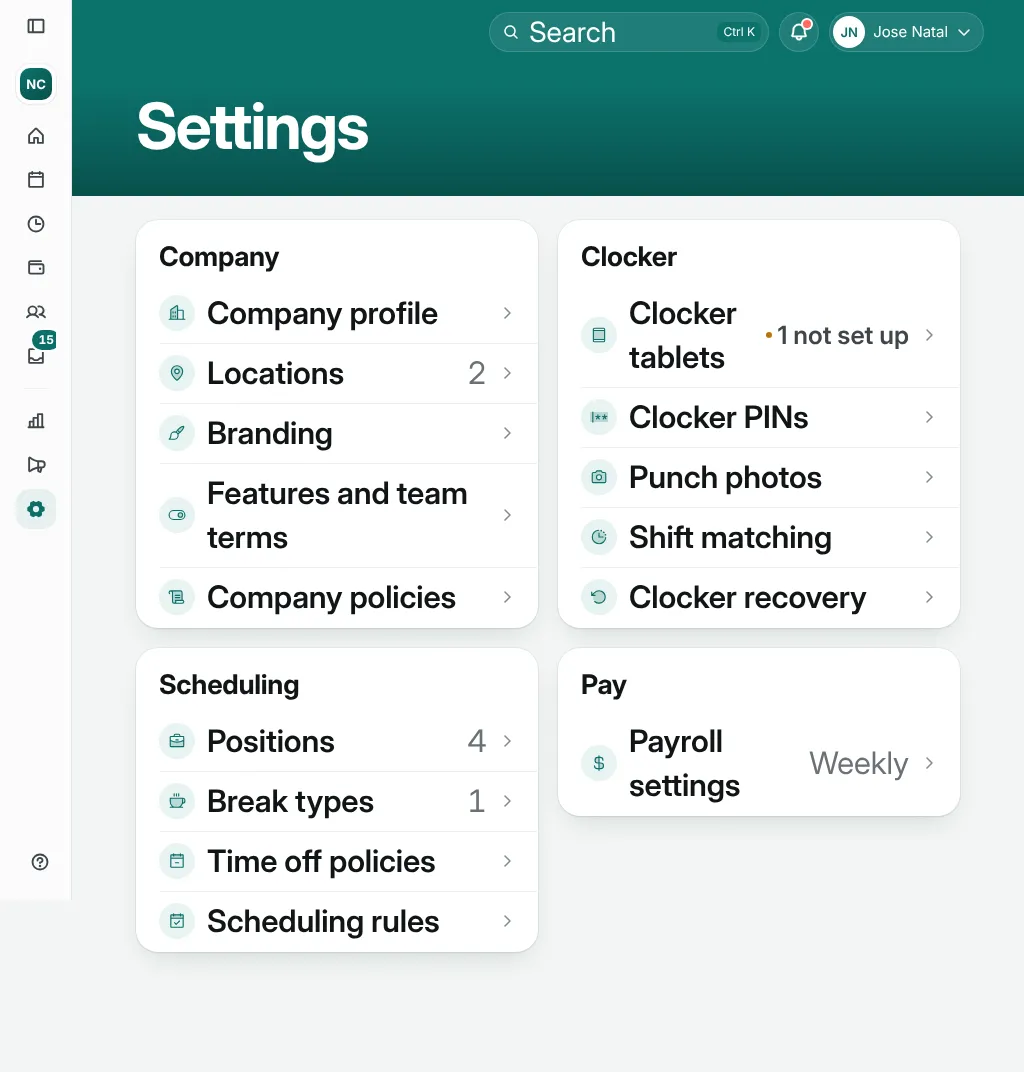 Search
Ctrl K
JN
Jose Natal
NC
Settings
15
Company
Company profile
Locations
2
Branding
Features and team
terms
Company policies
Clocker
Clocker
tablets
1 not set up
Clocker PINs
Punch photos
Shift matching
Clocker recovery
Scheduling
Positions
4
Break types
1
Time off policies
Scheduling rules
Pay
Payroll
settings
Weekly